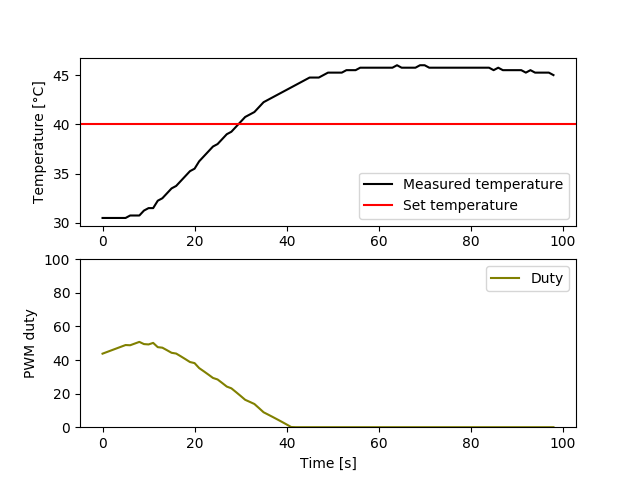 45
40
35
30
Temperature [°C]
Measured temperature
Set temperature
0 20 40 60 80 100
100
80
60
40
20
0
PWM duty
Duty
0 20 40 60 80 100
Time [s]